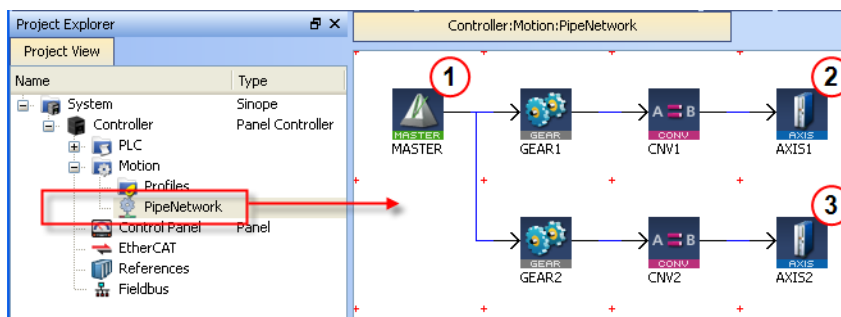 Project Explorer
Project View
Name Type
System Sinope
Controller Panel Controller
PLC
Motion
Profiles
PipeNetwork
Control Panel Panel
EtherCAT
References
Fieldbus
Controller:Motion:PipeNetwork
1
2
MASTER GEAR A = B CONV AXIS
MASTER GEAR1 CNV1 AXIS1
3
GEAR A = B CONV AXIS
GEAR2 CNV2 AXIS2